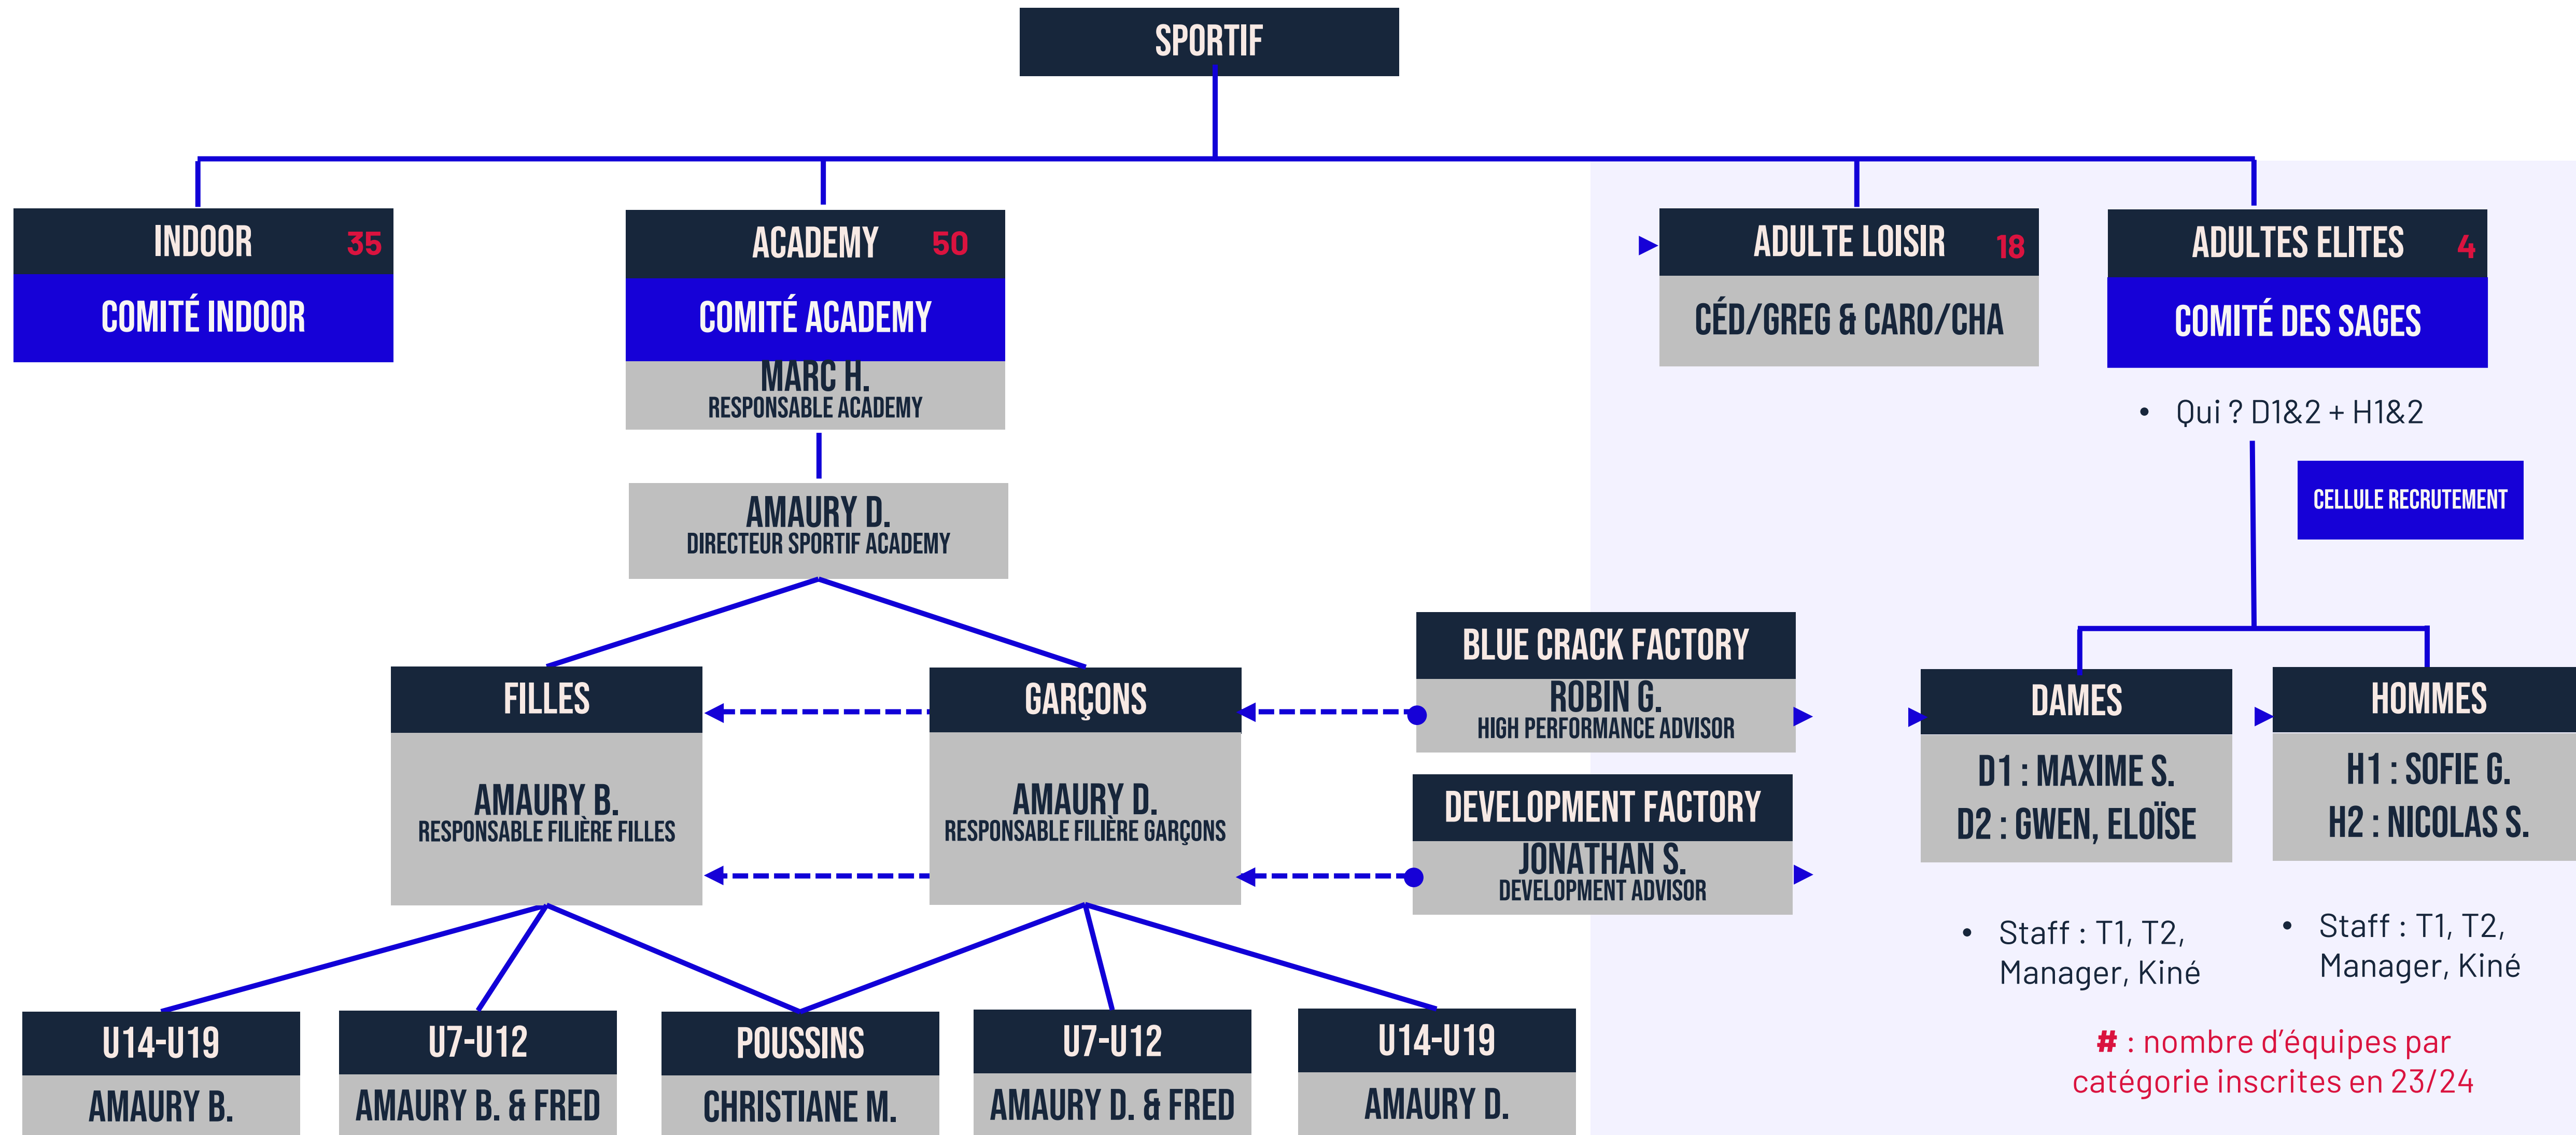 SPORTIF
INDOOR 35
COMITÉ INDOOR
ACADEMY 50
COMITÉ ACADEMY
MARC H.
RESPONSABLE ACADEMY
ADULTE LOISIR 18
CÉD/GREG & CARO/CHA
ADULTES ELITES 4
COMITÉ DES SAGES
• Qui ? D1&2 + H1&2
CELLULE RECRUTEMENT
AMAURY D.
DIRECTEUR SPORTIF ACADEMY
FILLES
AMAURY B.
RESPONSABLE FILIÈRE FILLES
GARÇONS
AMAURY D.
RESPONSABLE FILIÈRE GARÇONS
BLUE CRACK FACTORY
ROBIN G.
HIGH PERFORMANCE ADVISOR
DEVELOPMENT FACTORY
JONATHAN S.
DEVELOPMENT ADVISOR
DAMES
D1 : MAXIME S.
D2 : GWEN, ELOÏSE
HOMMES
H1 : SOFIE G.
H2 : NICOLAS S.
• Staff : T1, T2,
Manager, Kiné
• Staff : T1, T2,
Manager, Kiné
U14-U19
AMAURY B.
U7-U12
AMAURY B. & FRED
POUSSINS
CHRISTIANE M.
U7-U12
AMAURY D. & FRED
U14-U19
AMAURY D.
# : nombre d’équipes par
catégorie inscrites en 23/24